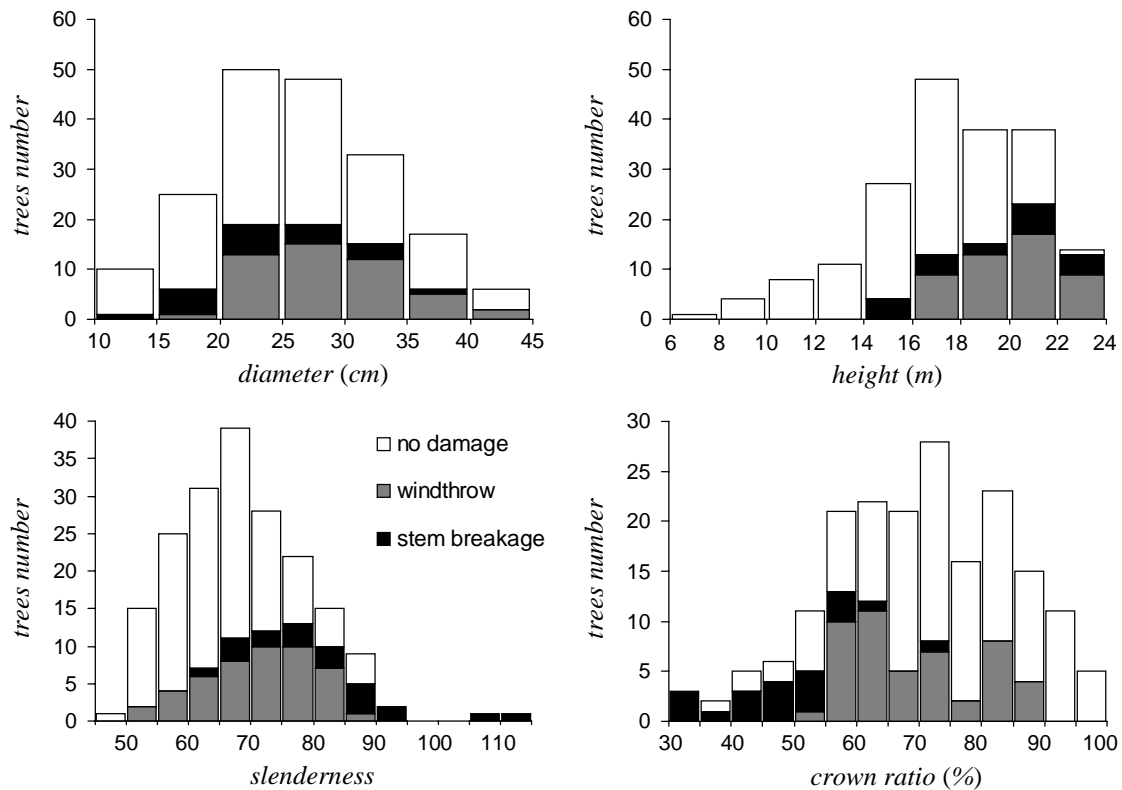 60
50
40
30
20
10
0
trees number
10 15 20 25 30 35 40 45
diameter (cm)
60
50
40
30
20
10
0
trees number
6 8 10 12 14 16 18 20 22 24
height (m)
40
35
30
25
20
15
10
5
0
trees number
no damage
windthrow
stem breakage
50 60 70 80 90 100 110
slenderness
30
25
20
15
10
5
0
trees number
30 40 50 60 70 80 90 100
crown ratio (%)